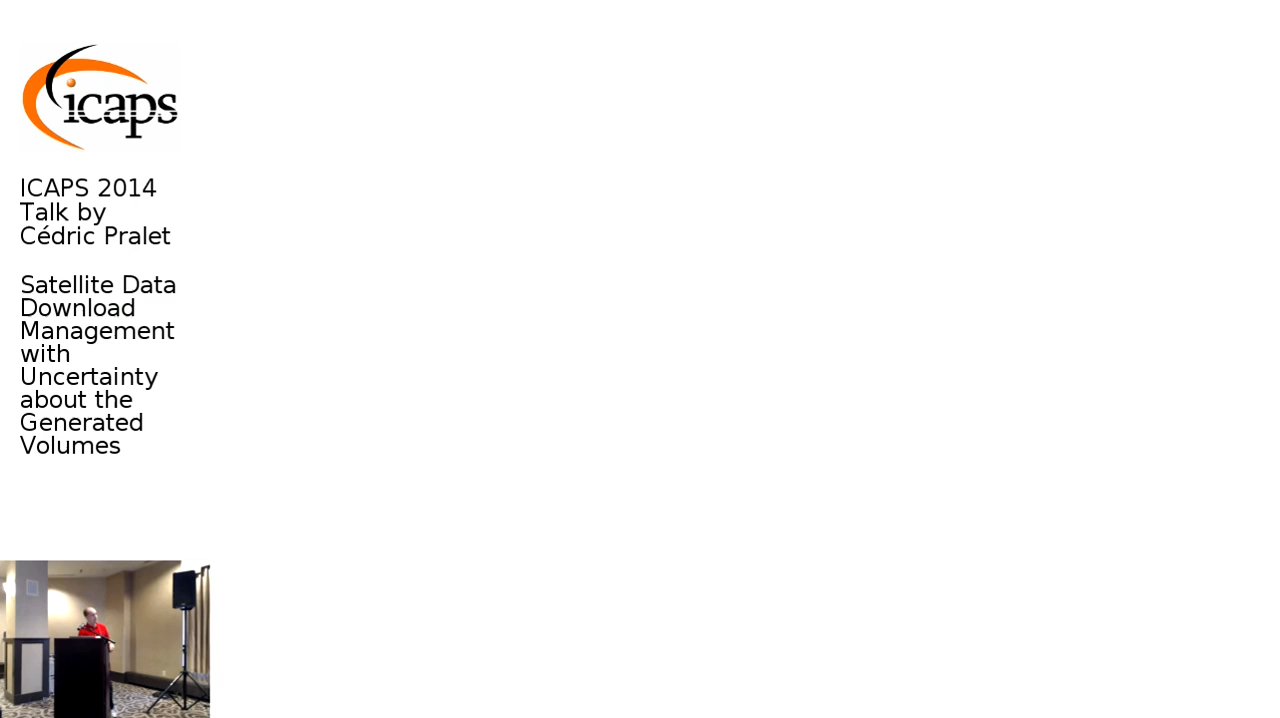 icaps
ICAPS 2014
Talk by
Cédric Pralet
Satellite Data
Download
Management
with
Uncertainty
about the
Generated
Volumes